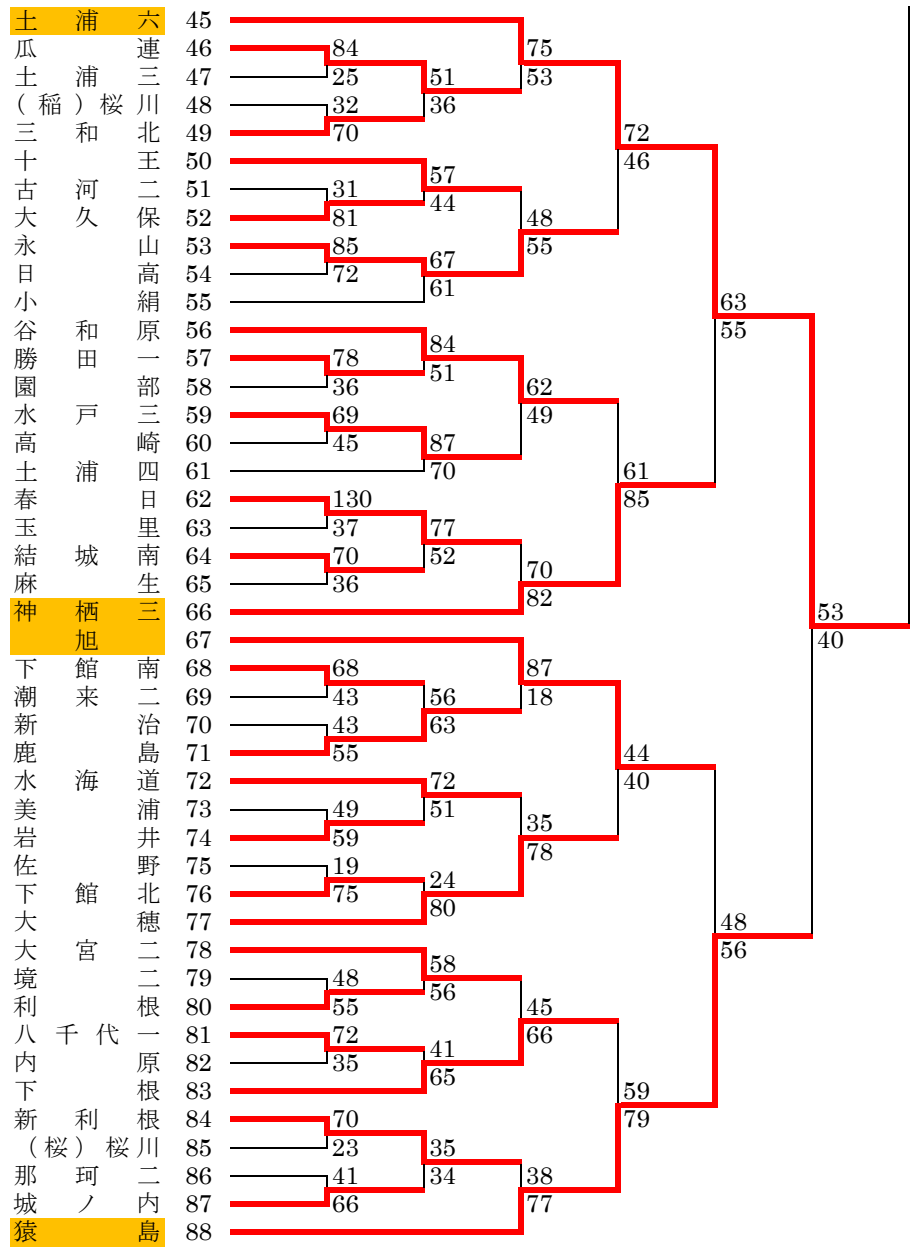 土浦六 45
瓜連 46 84 75
土浦三 47 25 51 53
(稲)桜川 48 32 36
三和北 49 70 72
十王 50 57 46
古河二 51 31 44
大久保 52 81 48
永山 53 85 67 55
日高 54 72 61
小絹 55 63
谷和原 56 84 55
勝田一 57 78 51
園部 58 36 62
水戸三 59 69 49
高崎 60 45 87
土浦四 61 70 61
春日 62 130 85
玉里 63 37 77
結城南 64 70 52
麻生 65 36 70
神栖三 66 82 53
旭 67 40
下館南 68 68 87
潮来二 69 43 56 18
新治 70 43 63
鹿島 71 55 44
水海道 72 72 40
美浦 73 49 51
岩井 74 59 35
佐野 75 19 78
下館北 76 75 24
大穂 77 80 48
大宮二 78 58 56
境二 79 48 56
利根 80 55 45
八千代一 81 72 66
内原 82 35 41
下根 83 65 59
新利根 84 70 79
(桜)桜川 85 23 35
那珂二 86 41 34 38
城ノ内 87 66 77
猿島 88